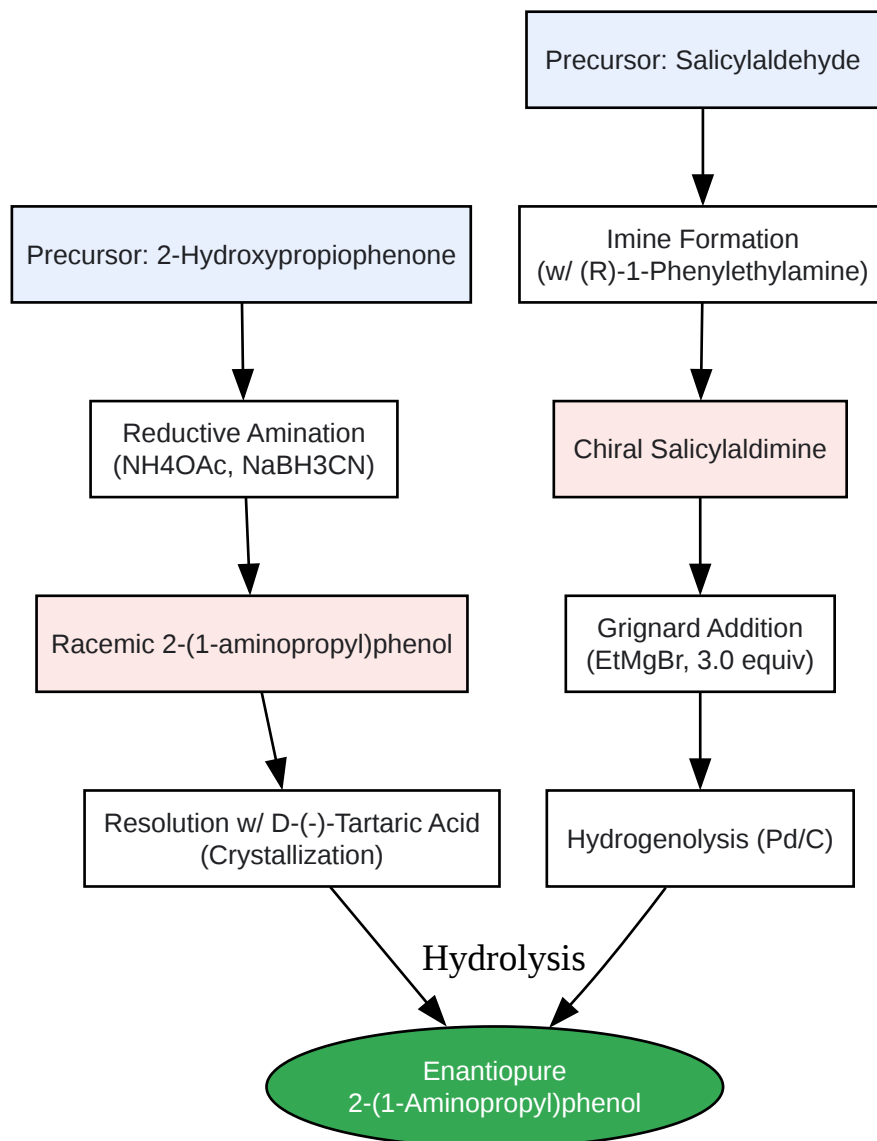 Precursor: Salicylaldehyde
Precursor: 2-Hydroxypropiophenone
Imine Formation
(w/ (R)-1-Phenylethylamine)
Reductive Amination
(NH4OAc, NaBH3CN)
Chiral Salicylaldimine
Racemic 2-(1-aminopropyl)phenol
Grignard Addition
(EtMgBr, 3.0 equiv)
Resolution w/ D-(-)-Tartaric Acid
(Crystallization)
Hydrogenolysis (Pd/C)
Hydrolysis
Enantiopure
2-(1-Aminopropyl)phenol